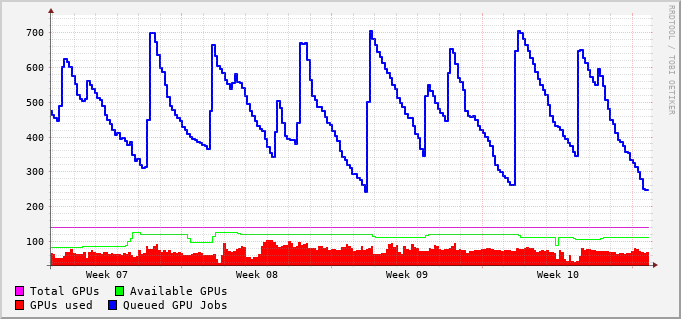 700
600
500
400
300
200
100
Week 07 Week 08 Week 09 Week 10
Total GPUs Available GPUs
GPUs used Queued GPU Jobs
RRDTOOL / TOBI OETIKER